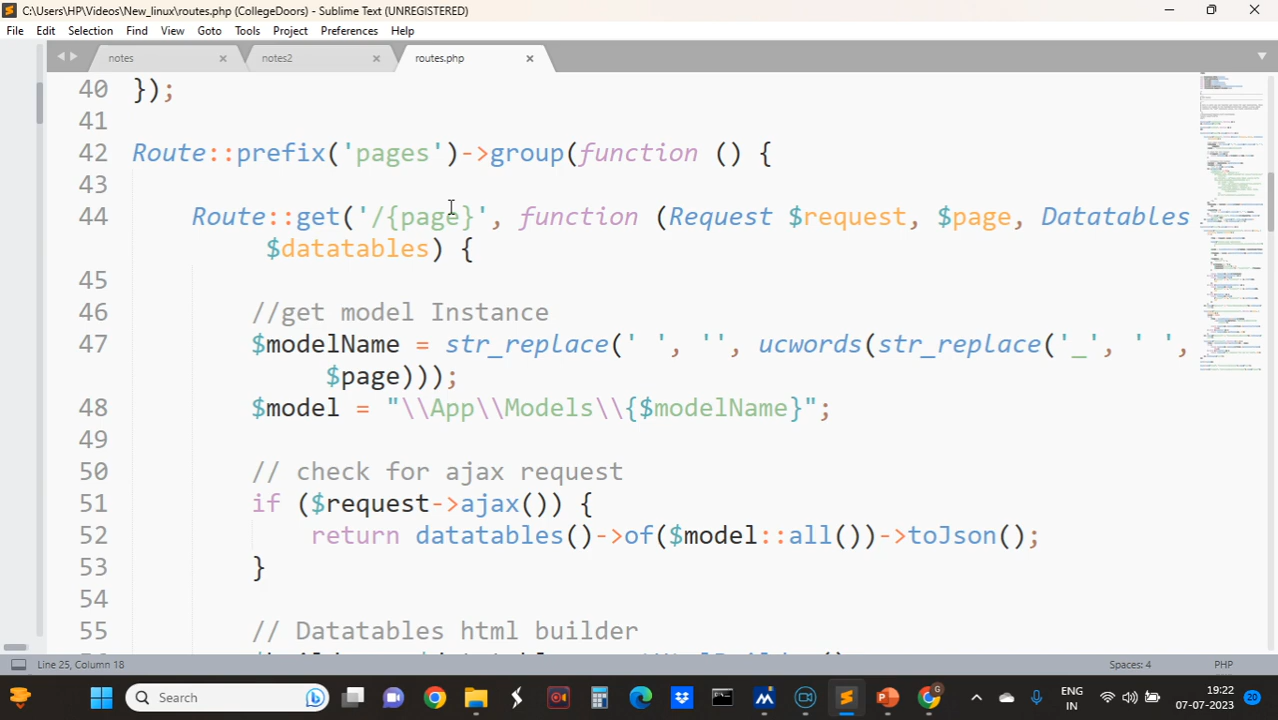 C:\Users\HP\Videos\New_linux\routes.php (CollegeDoors) - Sublime Text (UNREGISTERED)
File Edit Selection Find View Goto Tools Project Preferences Help
notes notes2 routes.php
40 });
41
42 Route::prefix('pages')->group(function () {
43
44 Route::get('/{page}', function (Request $request, $page, Datatables
$datatables) {
45
46 //get model Instance
47 $modelName = str_replace(' ', '', ucwords(str_replace('_', ' ',
$page)));
48 $model = "\\App\\Models\\{$modelName}";
49
50 // check for ajax request
51 if ($request->ajax()) {
52 return datatables()->of($model::all())->toJson();
53 }
54
55 // Datatables html builder
Line 25, Column 18 Spaces: 4 PHP
Search ENG 19:22
IN 07-07-2023 20